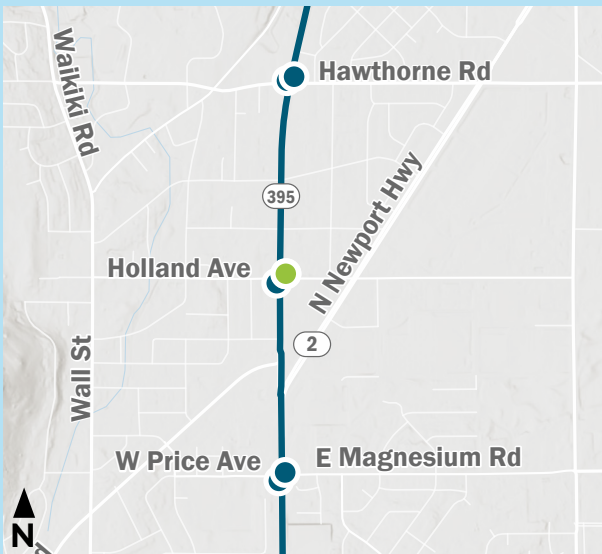 Waikiki Rd
Hawthorne Rd
395
N Newport Hwy
Holland Ave
2
Wall St
W Price Ave
E Magnesium Rd
N